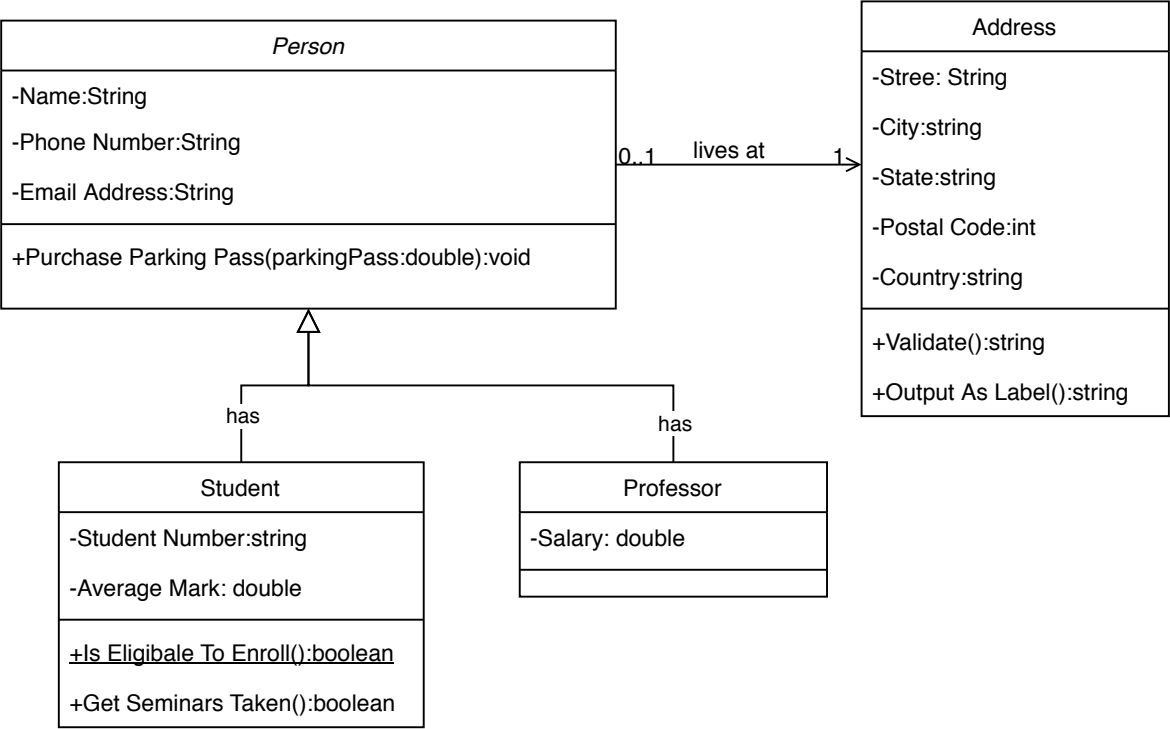 Person
-Name:String
-Phone Number:String
-Email Address:String
+Purchase Parking Pass(parkingPass:double):void
0..1
lives at
1
Address
-Stree: String
-City:string
-State:string
-Postal Code:int
-Country:string
+Validate():string
+Output As Label():string
has
has
Student
-Student Number:string
-Average Mark: double
+Is Eligibale To Enroll():boolean
+Get Seminars Taken():boolean
Professor
-Salary: double